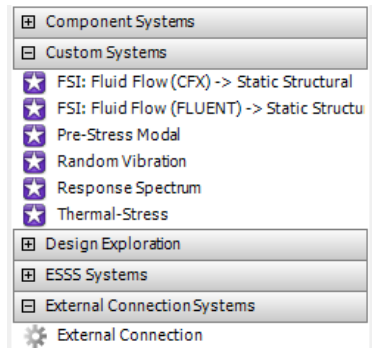 Component Systems
Custom Systems
FSI: Fluid Flow (CFX) -> Static Structural
FSI: Fluid Flow (FLUENT) -> Static Structu
Pre-Stress Modal
Random Vibration
Response Spectrum
Thermal-Stress
Design Exploration
ESSS Systems
External Connection Systems
External Connection